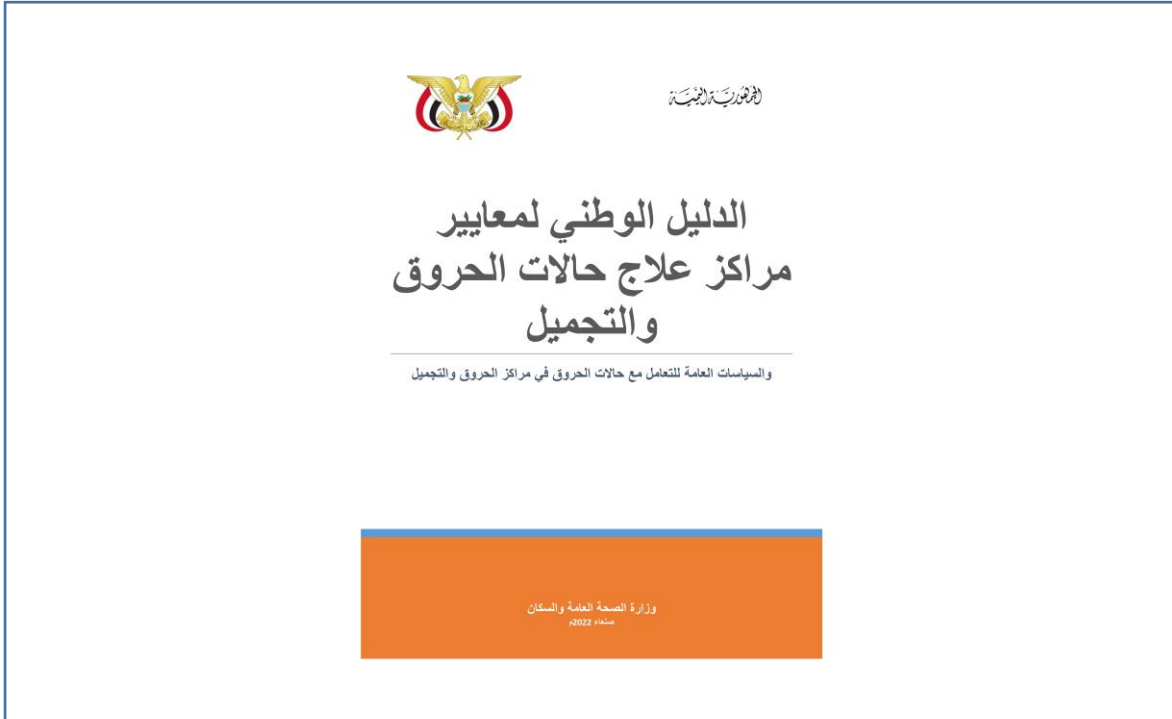 الجمهورية اليمنية
الدليل الوطني لمعايير
مراكز علاج حالات الحروق
والتجميل
والسياسات العامة للتعامل مع حالات الحروق في مراكز الحروق والتجميل
وزارة الصحة العامة والسكان
صنعاء 2022م